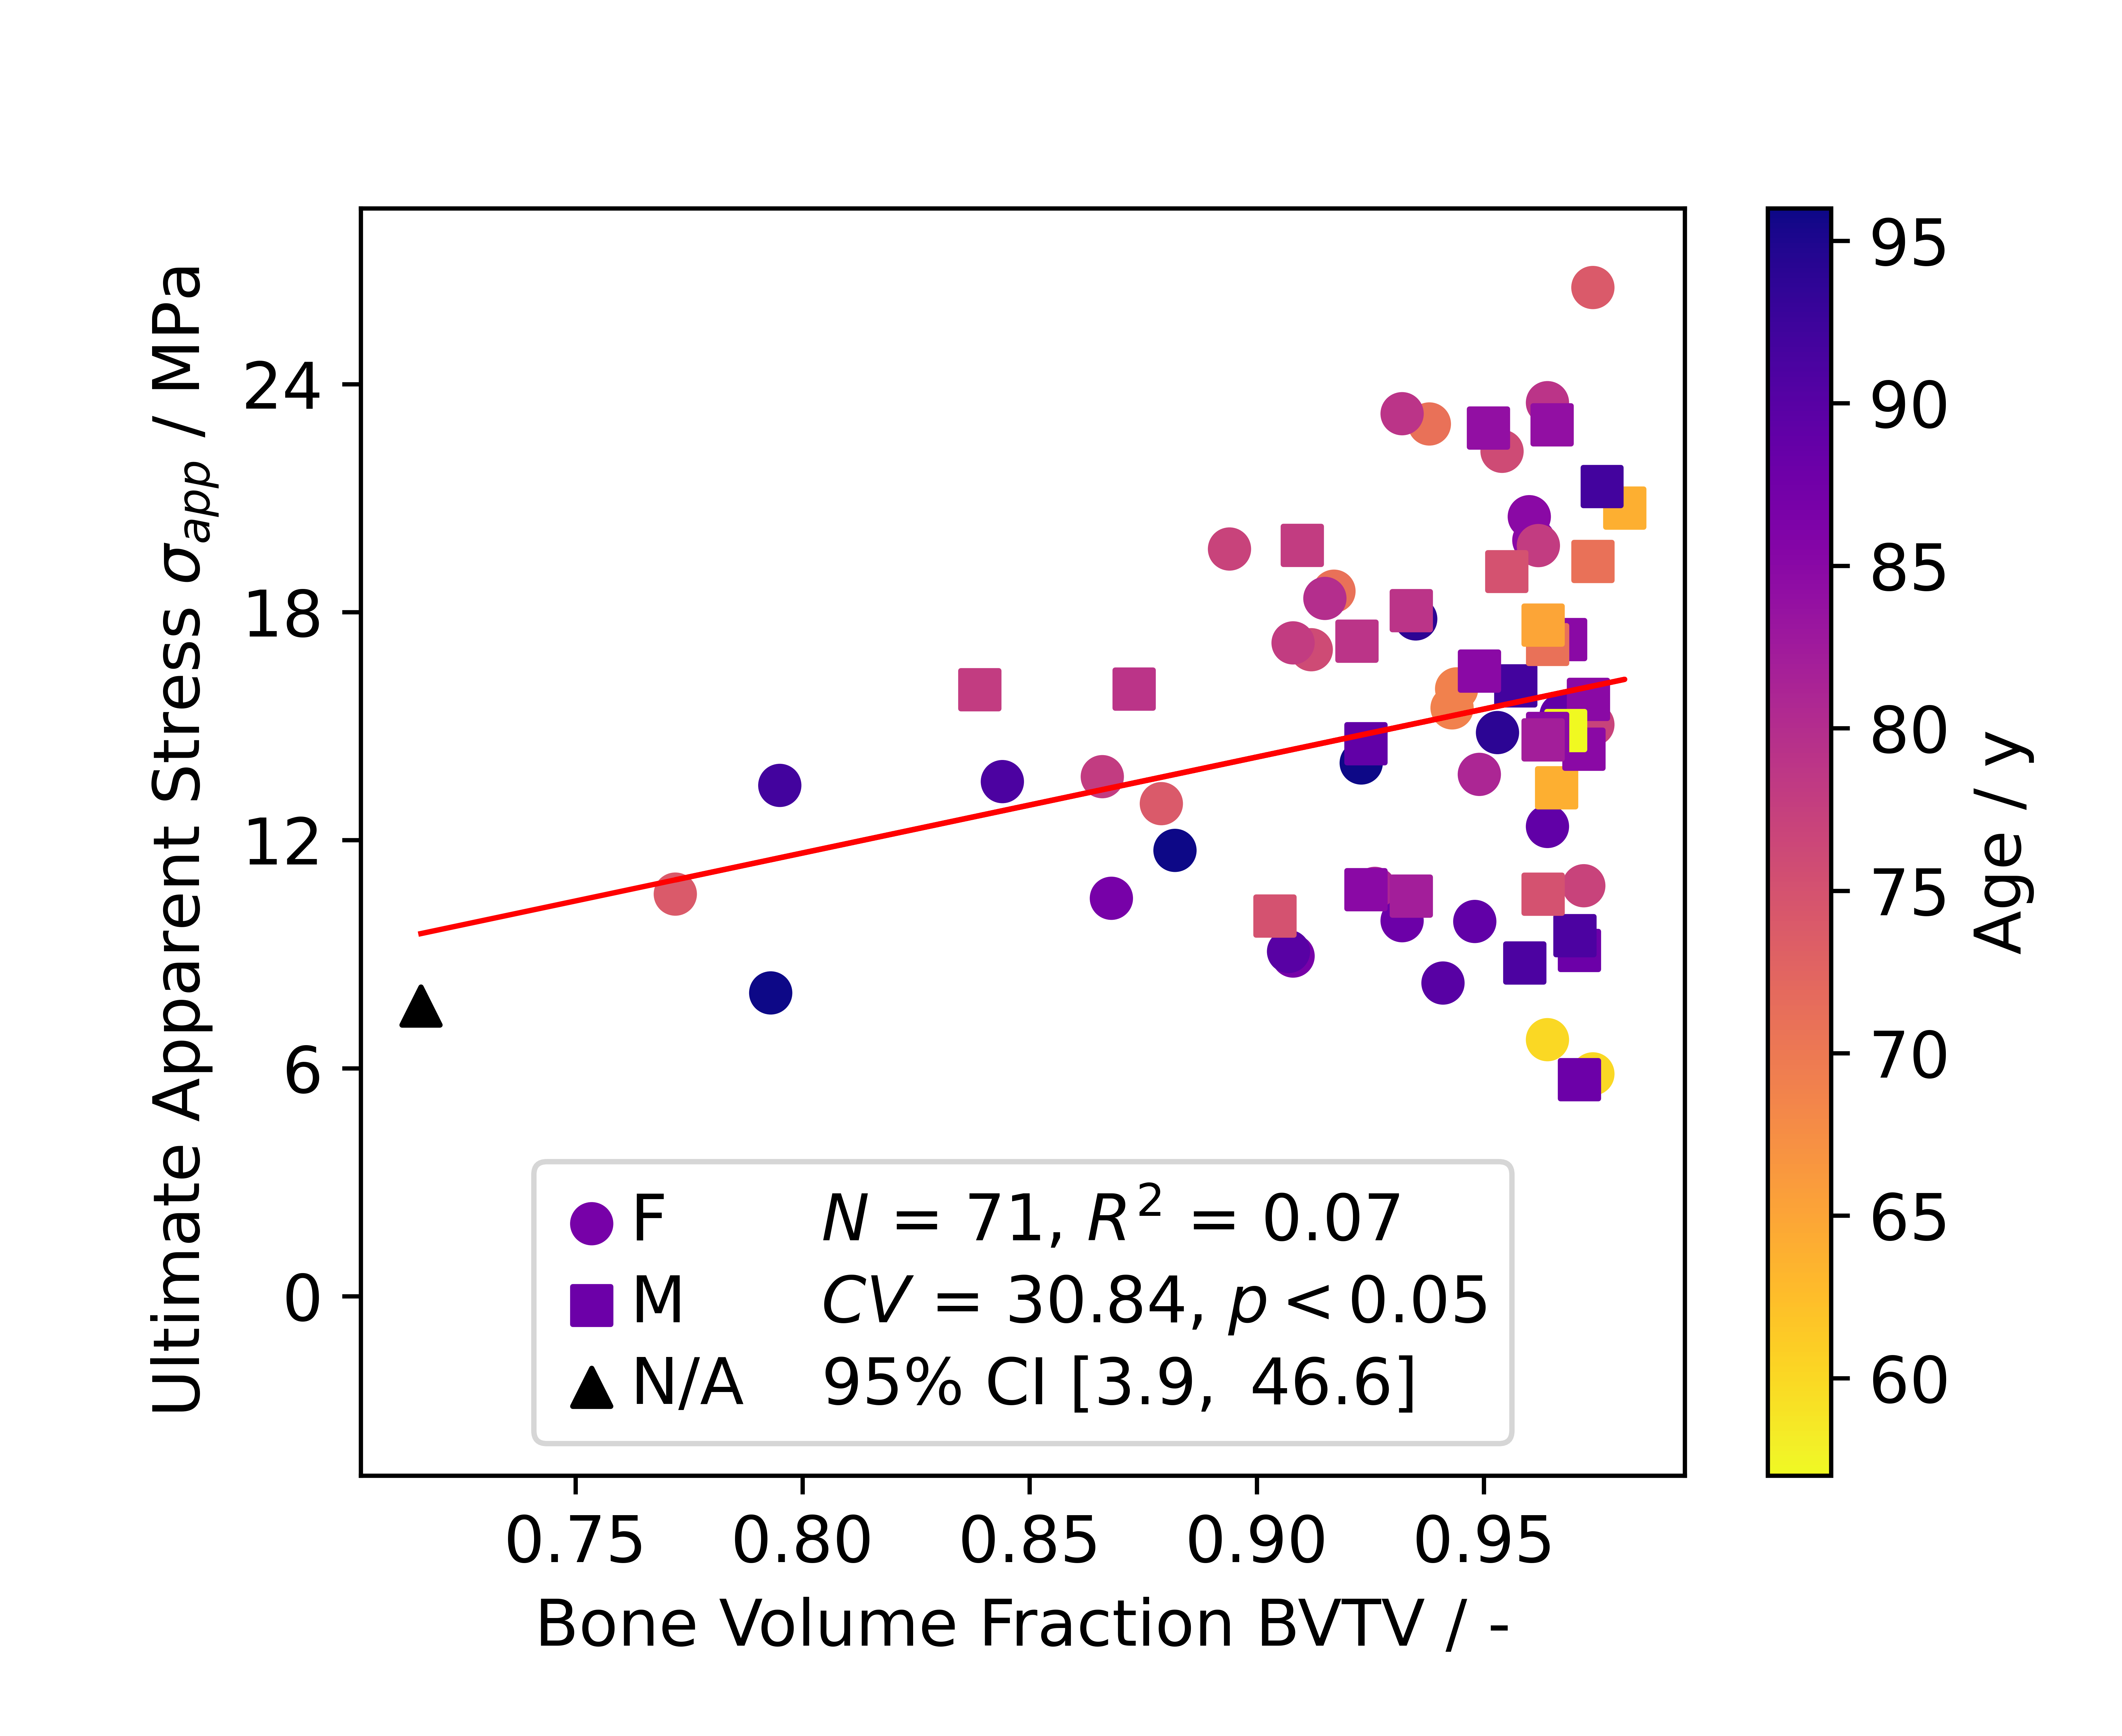 Ultimate Apparent Stress σapp / MPa
24
18
12
6
0
F N = 71, R² = 0.07
M CV = 30.84, p < 0.05
N/A 95% CI [3.9, 46.6]
0.75 0.80 0.85 0.90 0.95
Bone Volume Fraction BVTV / -
95
90
85
80
75
70
65
60
Age / y